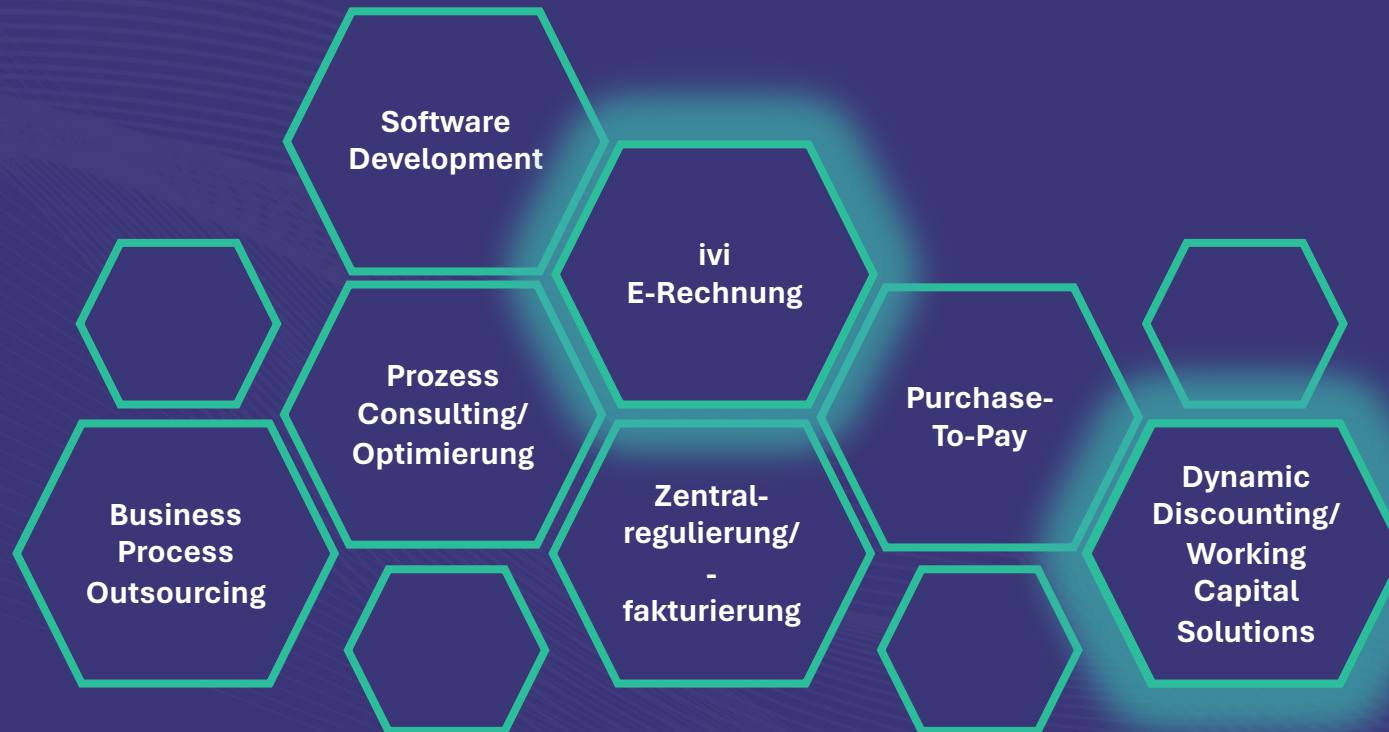 Software
Development
ivi
E-Rechnung
Prozess
Consulting/
Optimierung
Purchase-
To-Pay
Business
Process
Outsourcing
Zentral-
regulierung/
-
fakturierung
Dynamic
Discounting/
Working
Capital
Solutions